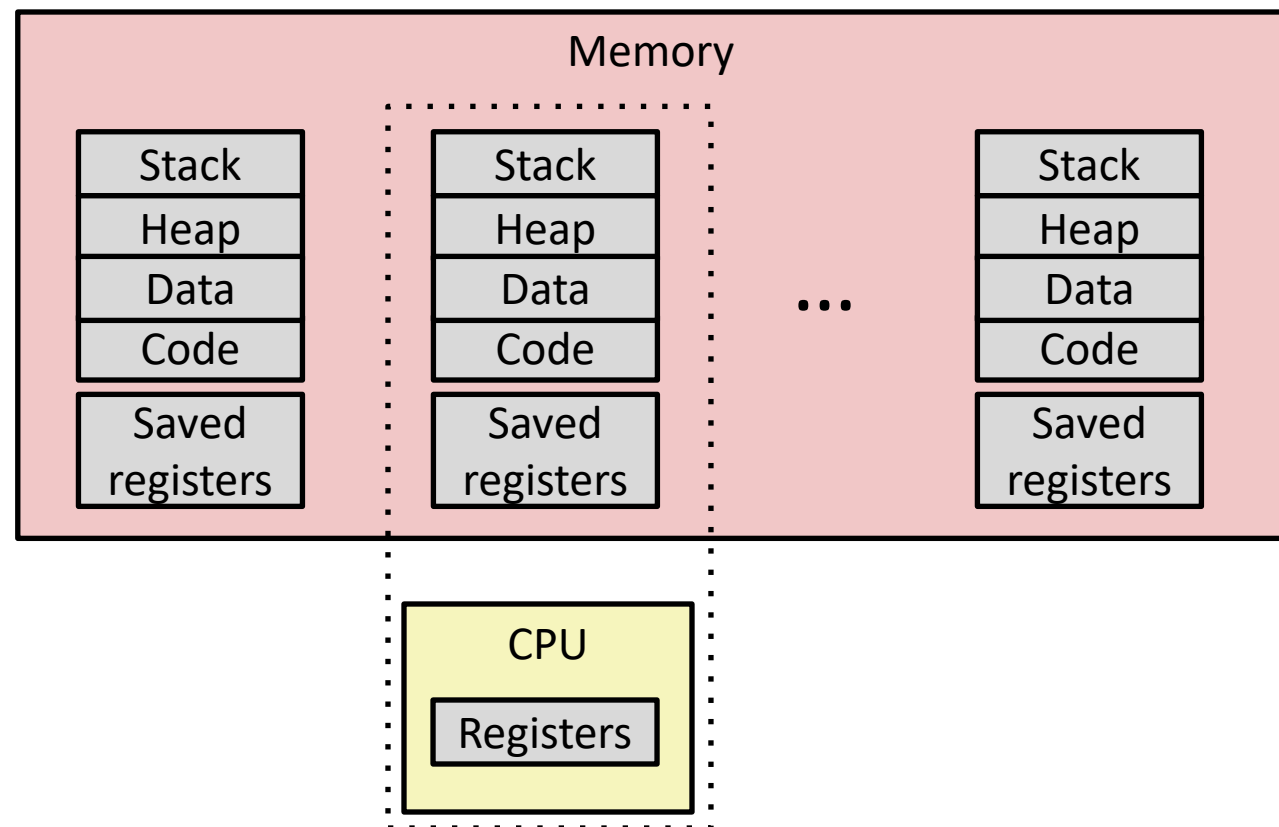 Memory
Stack
Heap
Data
Code
Saved
registers
Stack
Heap
Data
Code
Saved
registers
...
Stack
Heap
Data
Code
Saved
registers
CPU
Registers